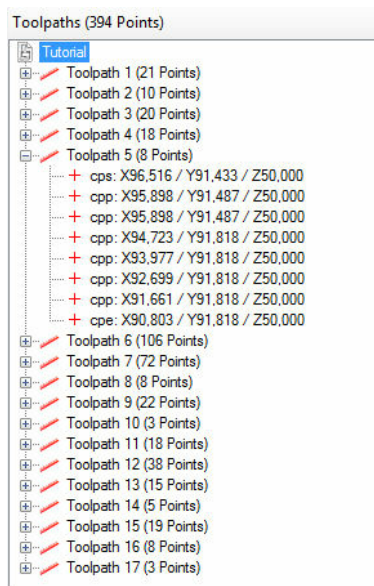 Toolpaths (394 Points)
Tutorial
Toolpath 1 (21 Points)
Toolpath 2 (10 Points)
Toolpath 3 (20 Points)
Toolpath 4 (18 Points)
Toolpath 5 (8 Points)
cps: X96,516 / Y91,433 / Z50,000
cpp: X95,898 / Y91,487 / Z50,000
cpp: X95,898 / Y91,487 / Z50,000
cpp: X94,723 / Y91,818 / Z50,000
cpp: X93,977 / Y91,818 / Z50,000
cpp: X92,699 / Y91,818 / Z50,000
cpp: X91,661 / Y91,818 / Z50,000
cpe: X90,803 / Y91,818 / Z50,000
Toolpath 6 (106 Points)
Toolpath 7 (72 Points)
Toolpath 8 (8 Points)
Toolpath 9 (22 Points)
Toolpath 10 (3 Points)
Toolpath 11 (18 Points)
Toolpath 12 (38 Points)
Toolpath 13 (15 Points)
Toolpath 14 (5 Points)
Toolpath 15 (19 Points)
Toolpath 16 (8 Points)
Toolpath 17 (3 Points)